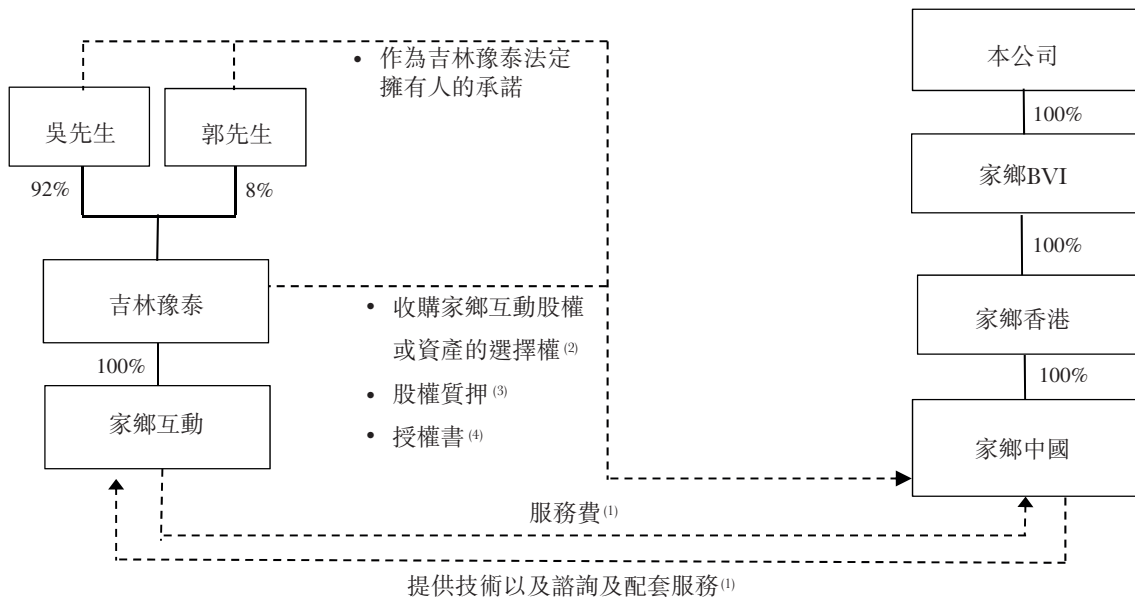 • 作為吉林豫泰法定
擁有人的承諾
本公司
100%
吳先生
郭先生
92%
8%
家鄉BVI
100%
吉林豫泰
• 收購家鄉互動股權
或資產的選擇權(2)
家鄉香港
100%
100%
• 股權質押(3)
家鄉互動
• 授權書(4)
家鄉中國
服務費(1)
提供技術以及諮詢及配套服務(1)